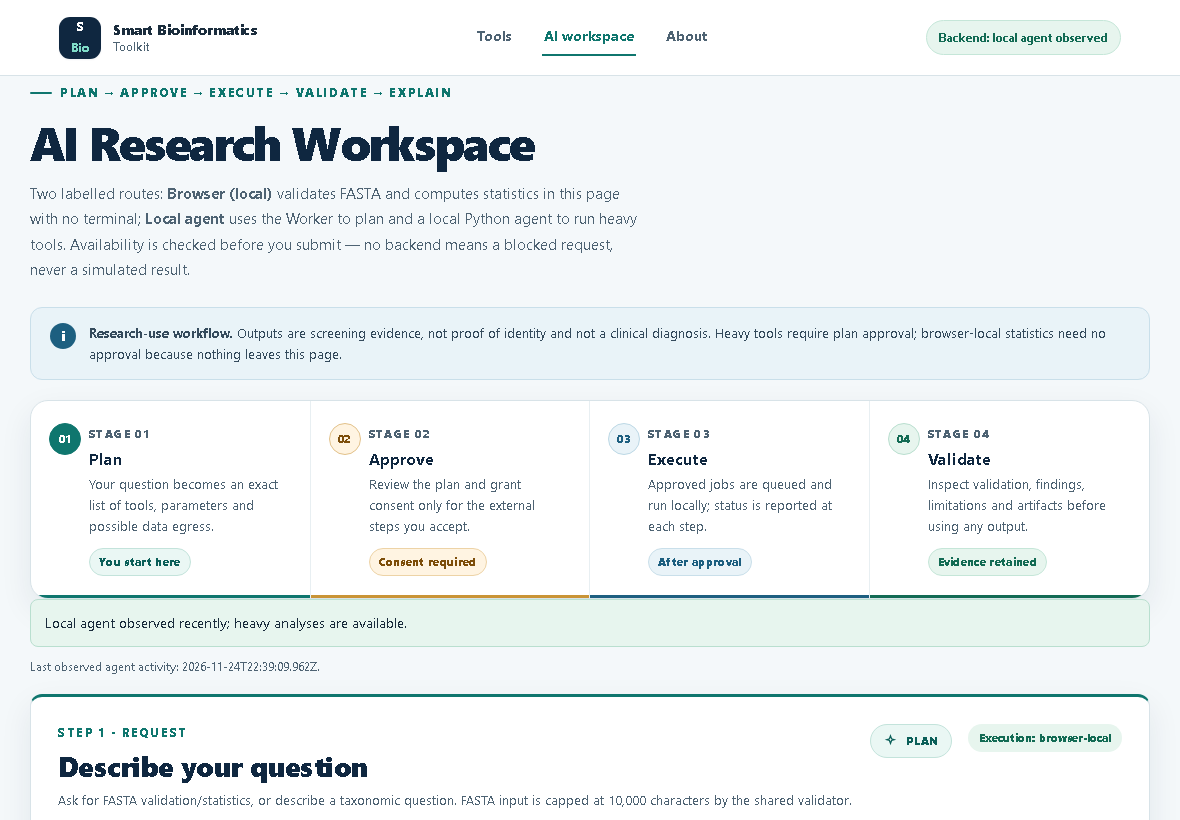 S
Bio
Smart Bioinformatics
Toolkit
Tools
AI workspace
About
Backend: local agent observed
PLAN → APPROVE → EXECUTE → VALIDATE → EXPLAIN
AI Research Workspace
Two labelled routes: Browser (local) validates FASTA and computes statistics in this page
with no terminal; Local agent uses the Worker to plan and a local Python agent to run heavy
tools. Availability is checked before you submit — no backend means a blocked request,
never a simulated result.
i
Research-use workflow. Outputs are screening evidence, not proof of identity and not a clinical diagnosis. Heavy tools require plan approval; browser-local statistics need no
approval because nothing leaves this page.
01
STAGE 01
Plan
Your question becomes an exact
list of tools, parameters and
possible data egress.
You start here
02
STAGE 02
Approve
Review the plan and grant
consent only for the external
steps you accept.
Consent required
03
STAGE 03
Execute
Approved jobs are queued and
run locally; status is reported at
each step.
After approval
04
STAGE 04
Validate
Inspect validation, findings,
limitations and artifacts before
using any output.
Evidence retained
Local agent observed recently; heavy analyses are available.
Last observed agent activity: 2026-11-24T22:39:09.962Z.
STEP 1 · REQUEST
Describe your question
✧ PLAN
Execution: browser-local
Ask for FASTA validation/statistics, or describe a taxonomic question. FASTA input is capped at 10,000 characters by the shared validator.